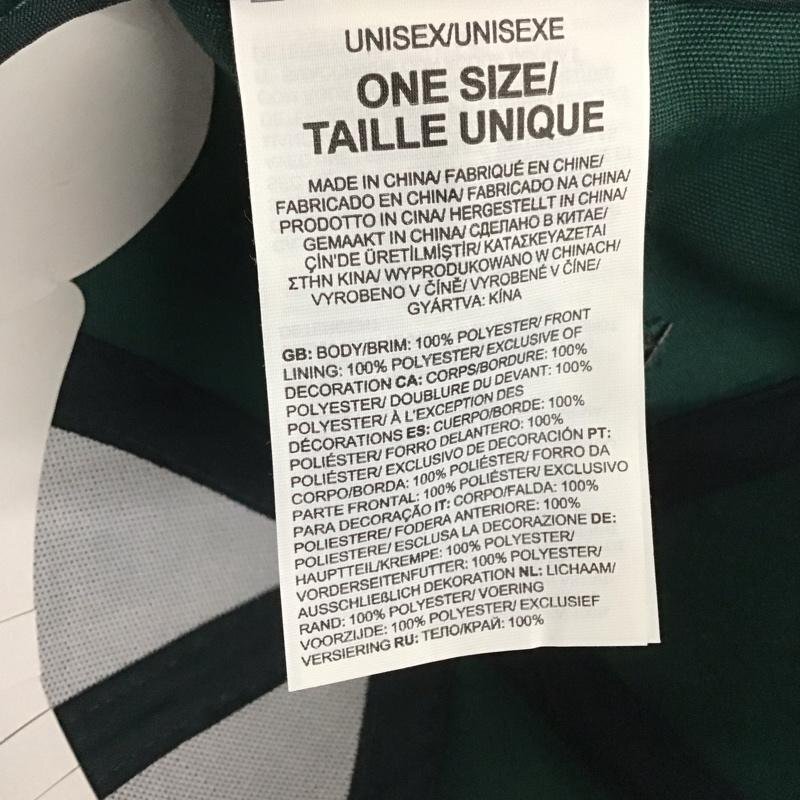 UNISEX/UNISEXE
ONE SIZE/
TAILLE UNIQUE
MADE IN CHINA/ FABRIQUÉ EN CHINE/
FABRICADO EN CHINA/ FABRICADO NA CHINA/
PRODOTTO IN CINA/ HERGESTELLT IN CHINA/
GEMAAKT IN CHINA/ СДЕЛАНО В КИТАЕ/
ÇİN'DE ÜRETİLMİŞTİR/ ΚΑΤΑΣΚΕΥΑΖΕΤΑΙ
ΣΤΗΝ ΚΙΝΑ/ WYPRODUKOWANO W CHINACH/
VYROBENO V ČÍNĚ/ VYROBENÉ V ČÍNE/
GYÁRTVA: KÍNA
GB: BODY/BRIM: 100% POLYESTER/ FRONT
LINING: 100% POLYESTER/ EXCLUSIVE OF
DECORATION CA: CORPS/BORDURE: 100%
POLYESTER/ DOUBLURE DU DEVANT: 100%
POLYESTER/ À L'EXCEPTION DES
DÉCORATIONS ES: CUERPO/BORDE: 100%
POLIÉSTER/ FORRO DELANTERO: 100%
POLIÉSTER/ EXCLUSIVO DE DECORACIÓN PT:
CORPO/BORDA: 100% POLIÉSTER/ FORRO DA
PARTE FRONTAL: 100% POLIÉSTER/ EXCLUSIVO
PARA DECORAÇÃO IT: CORPO/FALDA: 100%
POLIESTERE/ FODERA ANTERIORE: 100%
POLIESTERE/ ESCLUSA LA DECORAZIONE DE:
HAUPTTEIL/KREMPE: 100% POLYESTER/
VORDERSEITENFUTTER: 100% POLYESTER/
AUSSCHLIEßLICH DEKORATION NL: LICHAAM/
RAND: 100% POLYESTER/ VOERING
VOORZIJDE: 100% POLYESTER/ EXCLUSIEF
VERSIERING RU: ТЕЛО/КРАЙ: 100%